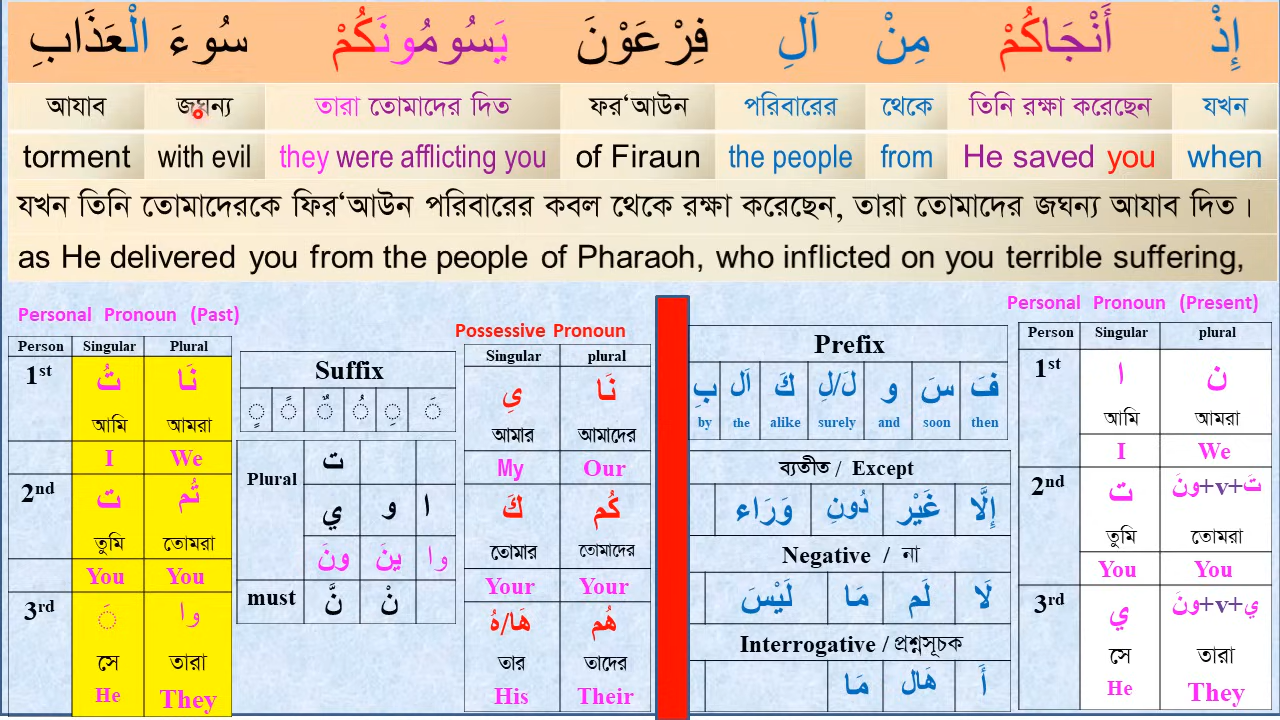 إِذْ أَنْجَاكُمْ مِنْ آلِ فِرْعَوْنَ يَسُومُونَكُمْ سُوءَ الْعَذَابِ
আযাব জঘন্য তারা তোমাদের দিত ফর‘আউন পরিবারের থেকে তিনি রক্ষা করেছেন যখন
torment with evil they were afflicting you of Firaun the people from He saved you when
যখন তিনি তোমাদেরকে ফির‘আউন পরিবারের কবল থেকে রক্ষা করেছেন, তারা তোমাদের জঘন্য আযাব দিত।
as He delivered you from the people of Pharaoh, who inflicted on you terrible suffering,
Personal Pronoun (Past)
Person Singular Plural
1st تُ نَا
আমি আমরা
I We
2nd ت تُم
তুমি তোমরা
You You
3rd َ وا
সে তারা
He They
Suffix
ٍ ً ٌ ُ ِ َ
Plural ت
ي و ا
ونَ ينَ وا
must نَّ نْ
Possessive Pronoun
Singular plural
يِ نَا
আমার আমাদের
My Our
كَ كُم
তোমার তোমাদের
Your Your
هَا/هُ هُم
তার তাদের
His Their
Prefix
بِ اَل كَ لَ/لِ و سَ فَ
by the alike surely and soon then
ব্যতীত / Except
وَرَاء دُونِ غَيْر إِلَّا
Negative / না
لَيْسَ مَا لَم لَا
Interrogative / প্রশ্নসূচক
مَا هَال أَ
Personal Pronoun (Present)
Person Singular plural
1st ا ن
আমি আমরা
I We
2nd ت تَ+v+ونَ
তুমি তোমরা
You You
3rd ي ي+v+ونَ
সে তারা
He They